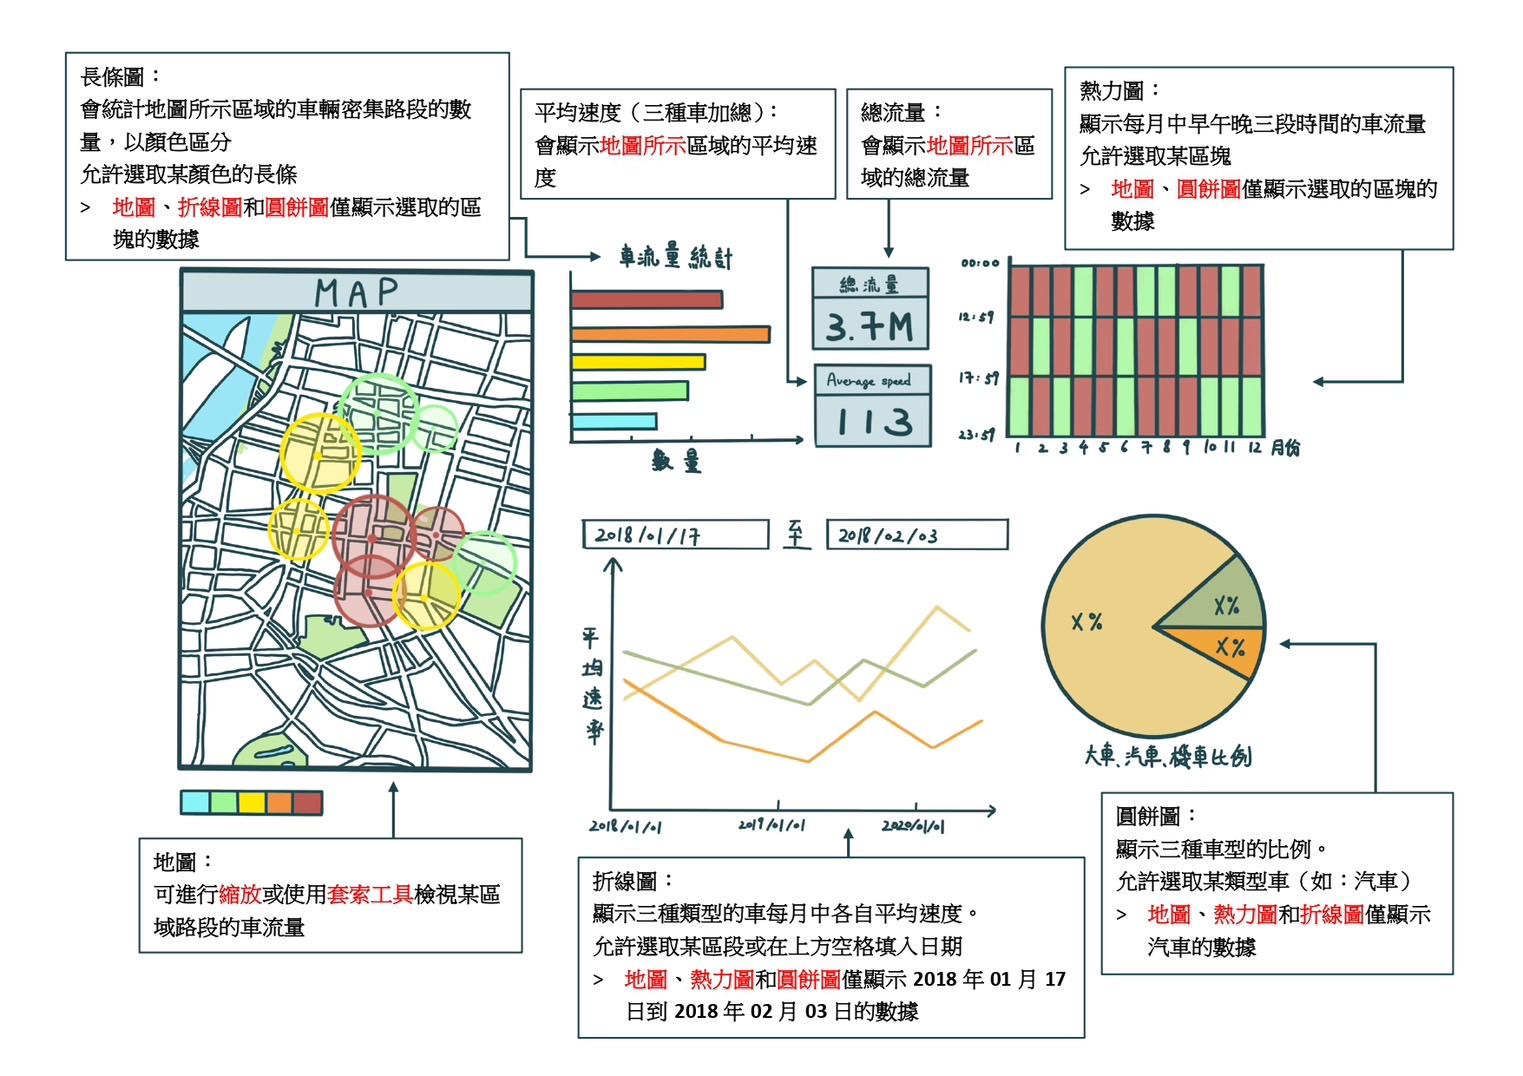 長條圖：
會統計地圖所示區域的車輛密集路段的數
量，以顏色區分
允許選取某顏色的長條
> 地圖、折線圖和圓餅圖僅顯示選取的區
塊的數據
平均速度（三種車加總）：
會顯示地圖所示區域的平均速
度
總流量：
會顯示地圖所示區
域的總流量
熱力圖：
顯示每月中早午晚三段時間的車流量
允許選取某區塊
> 地圖、圓餅圖僅顯示選取的區塊的
數據
MAP
車流量統計
數量
總流量
3.7M
Average speed
113
00:00
12:59
17:59
23:59
1 2 3 4 5 6 7 8 9 10 11 12 月份
2018/01/17 至 2018/02/03
平均速率
2018/01/01 2019/01/01 2020/01/01
X%
X%
X%
大車、汽車、機車比例
地圖：
可進行縮放或使用套索工具檢視某區
域路段的車流量
折線圖：
顯示三種類型的車每月中各自平均速度。
允許選取某區段或在上方空格填入日期
> 地圖、熱力圖和圓餅圖僅顯示 2018 年 01 月 17
日到 2018 年 02 月 03 日的數據
圓餅圖：
顯示三種車型的比例。
允許選取某類型車（如：汽車）
> 地圖、熱力圖和折線圖僅顯示
汽車的數據